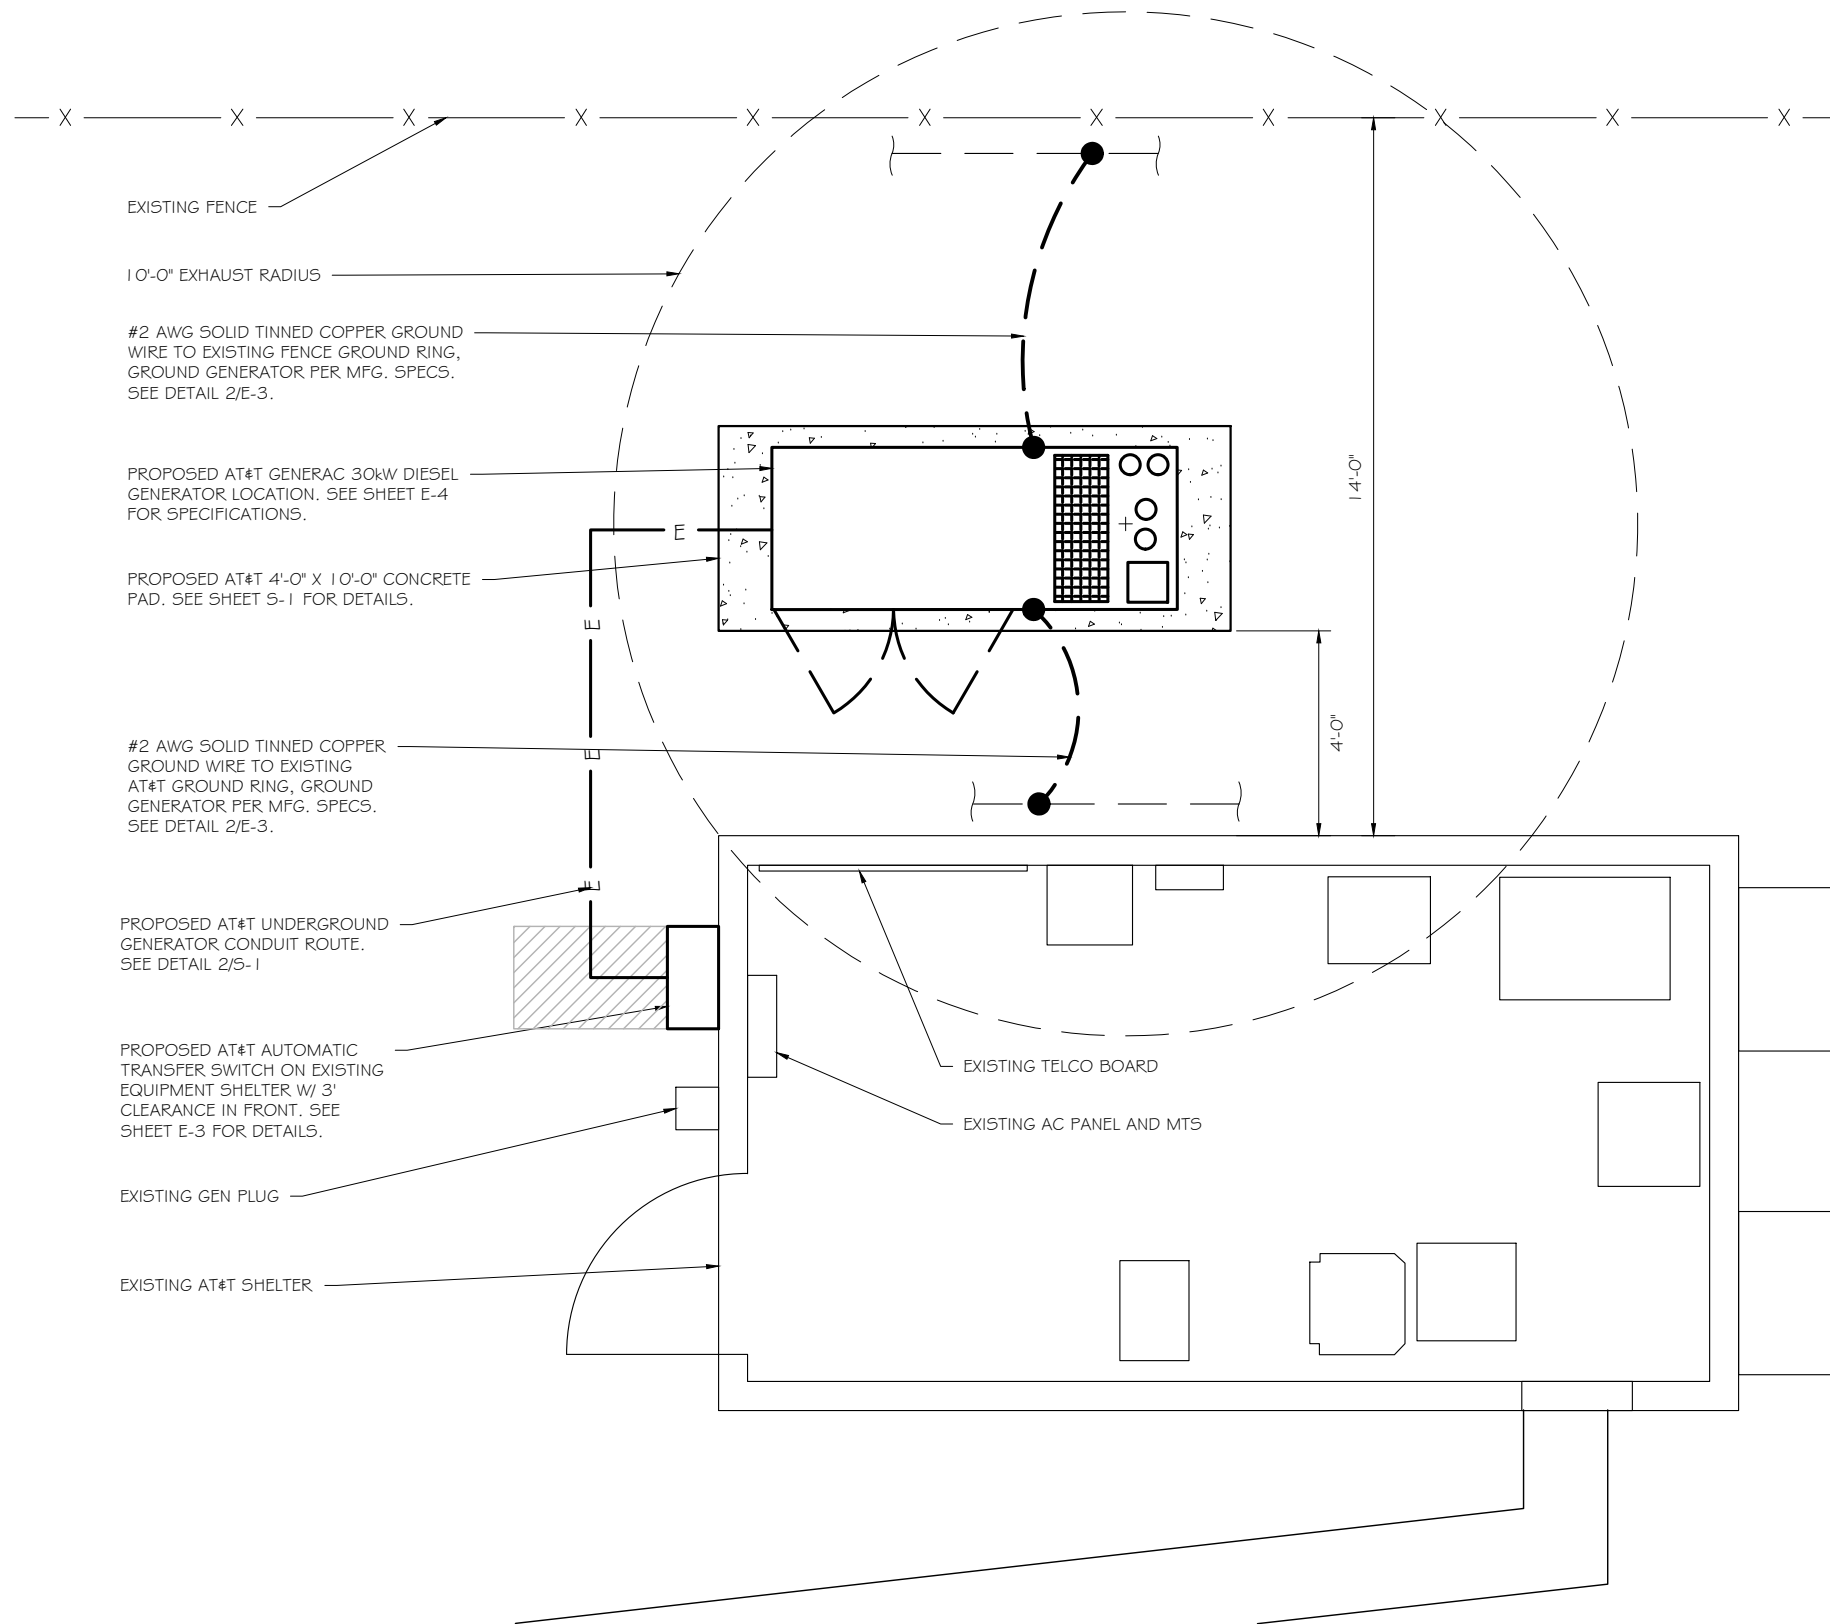 X X X X X X X X X X X
EXISTING FENCE
10'-0" EXHAUST RADIUS
#2 AWG SOLID TINNED COPPER GROUND
WIRE TO EXISTING FENCE GROUND RING,
GROUND GENERATOR PER MFG. SPECS.
SEE DETAIL 2/E-3.
PROPOSED AT&T GENERAC 30kW DIESEL
GENERATOR LOCATION. SEE SHEET E-4
FOR SPECIFICATIONS.
14'-0"
E
PROPOSED AT&T 4'-0" X 10'-0" CONCRETE
PAD. SEE SHEET S-1 FOR DETAILS.
E
4'-0"
#2 AWG SOLID TINNED COPPER
GROUND WIRE TO EXISTING
AT&T GROUND RING, GROUND
GENERATOR PER MFG. SPECS.
SEE DETAIL 2/E-3.
E
E
PROPOSED AT&T UNDERGROUND
GENERATOR CONDUIT ROUTE.
SEE DETAIL 2/S-1
PROPOSED AT&T AUTOMATIC
TRANSFER SWITCH ON EXISTING
EQUIPMENT SHELTER W/ 3'
CLEARANCE IN FRONT. SEE
SHEET E-3 FOR DETAILS.
EXISTING TELCO BOARD
EXISTING AC PANEL AND MTS
EXISTING GEN PLUG
EXISTING AT&T SHELTER